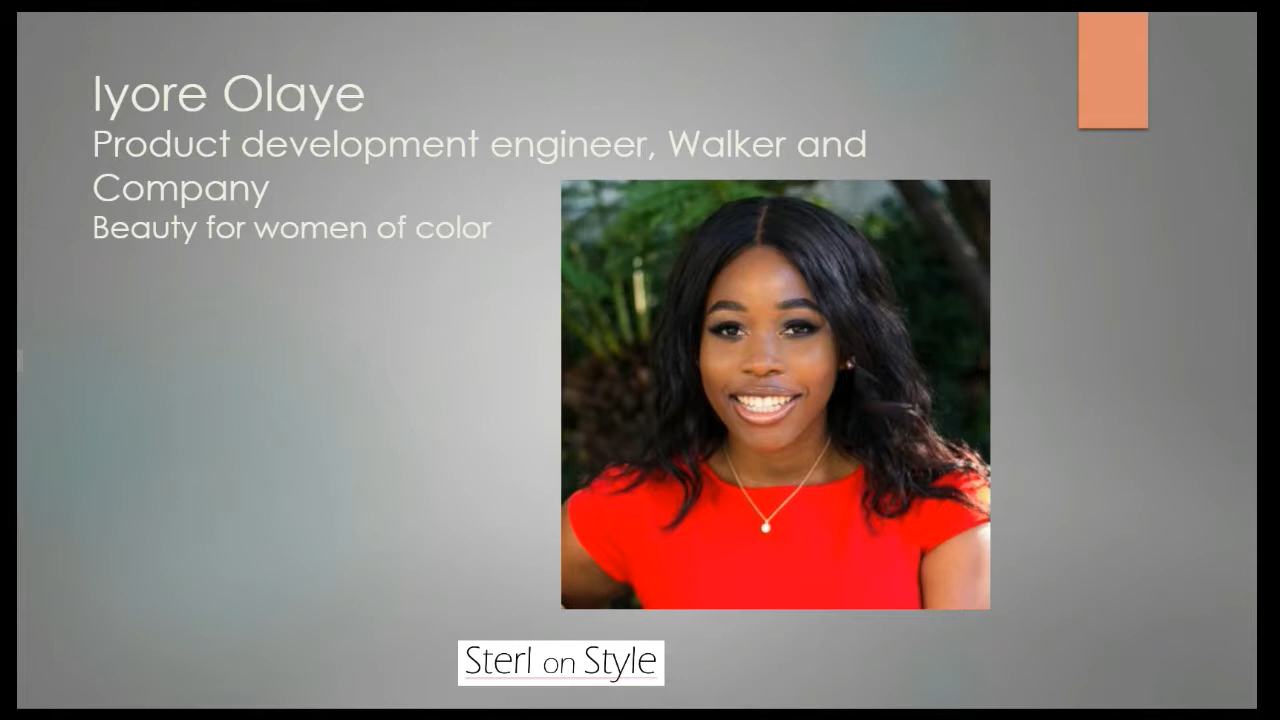 Iyore Olaye
Product development engineer, Walker and
Company
Beauty for women of color
Sterl on Style